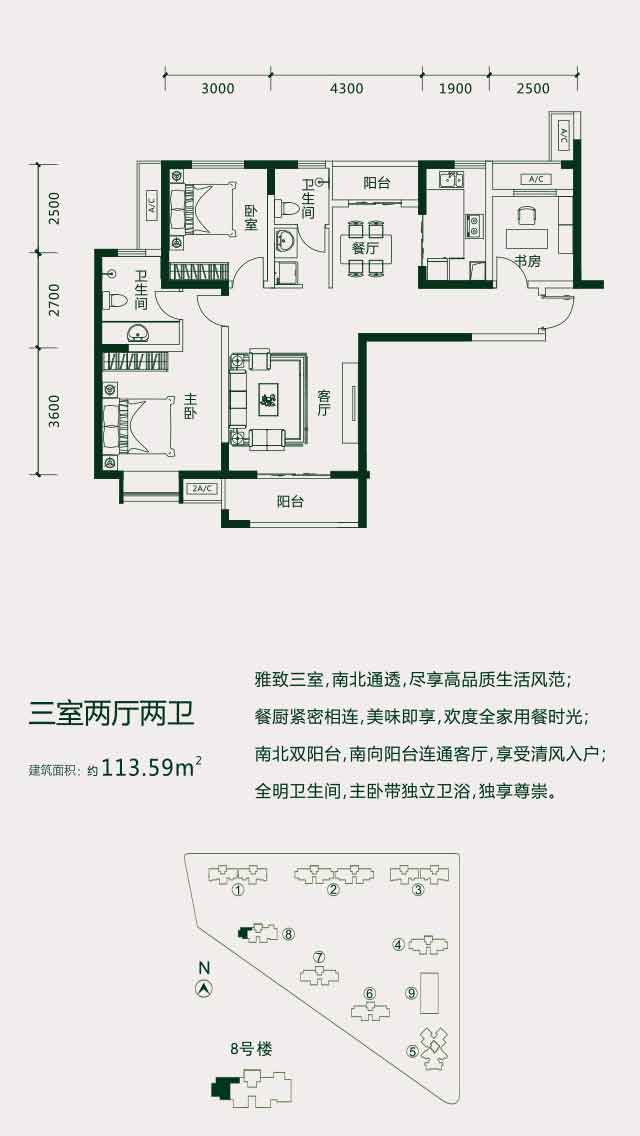 3000 4300 1900 2500
A/C
阳台
卫生间
A/C
2500
A/C
卧室
餐厅
书房
2700
卫生间
3600
主卧
客厅
2A/C
阳台
三室两厅两卫
建筑面积：约113.59m²
雅致三室，南北通透，尽享高品质生活风范；
餐厨紧密相连，美味即享，欢度全家用餐时光；
南北双阳台，南向阳台连通客厅，享受清风入户；
全明卫生间，主卧带独立卫浴，独享尊崇。
① ② ③
⑧
④
⑦
N
⑥ ⑨
8号楼
⑤